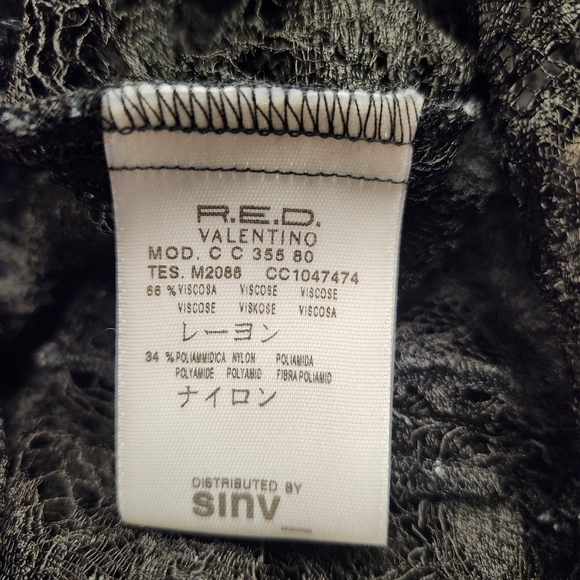 R.E.D.
VALENTINO
MOD. C C 355 80
TES. M2086 CC1047474
66 % VISCOSA VISCOSE VISCOSE
VISCOSE VISKOSE VISCOSA
レーヨン
34 % POLIAMMIDICA NYLON POLIAMIDA
POLYAMIDE POLYAMID FIBRA POLIAMID
ナイロン
DISTRIBUTED BY
sinv